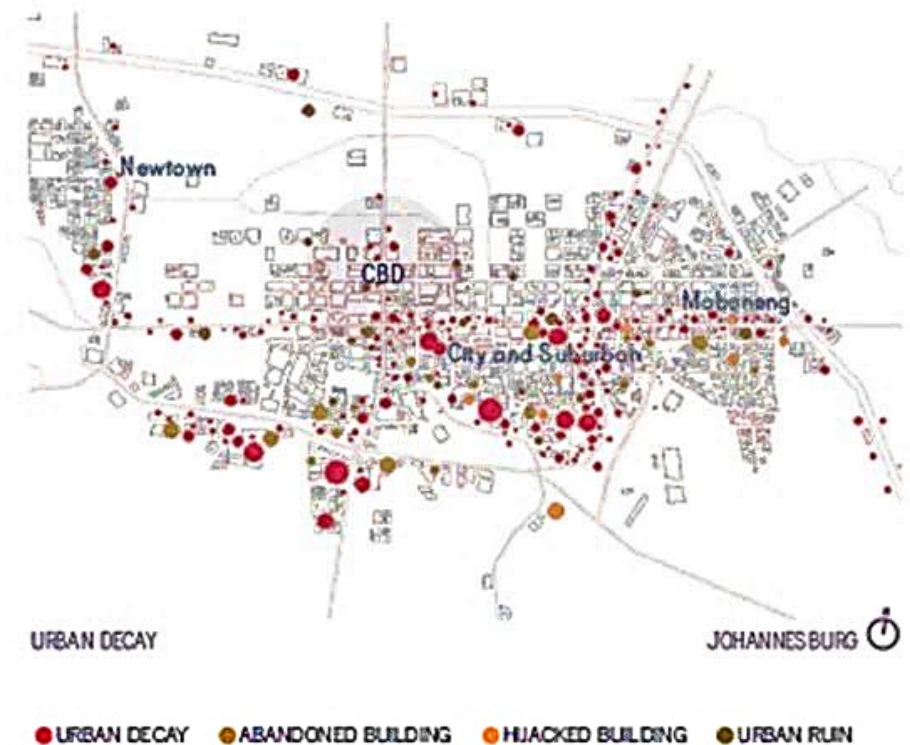 Newtown
CBD
Maboneng
City and Suburban
URBAN DECAY
JOHANNESBURG
URBAN DECAY
ABANDONED BUILDING
HIJACKED BUILDING
URBAN RUIN